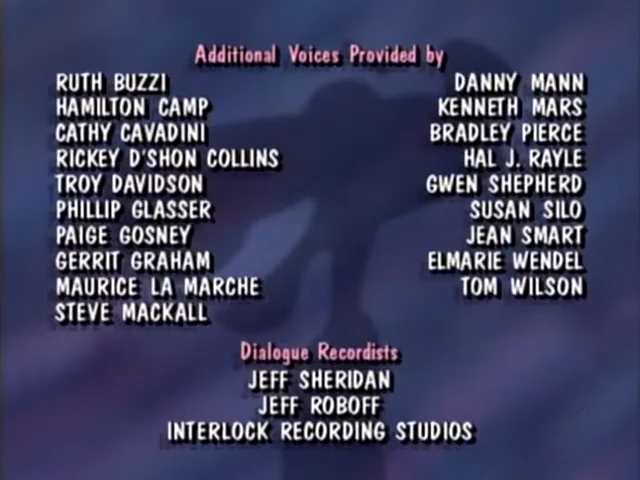 Additional Voices Provided by
RUTH BUZZI
HAMILTON CAMP
CATHY CAVADINI
RICKEY D'SHON COLLINS
TROY DAVIDSON
PHILLIP GLASSER
PAIGE GOSNEY
GERRIT GRAHAM
MAURICE LA MARCHE
STEVE MACKALL
DANNY MANN
KENNETH MARS
BRADLEY PIERCE
HAL J. RAYLE
GWEN SHEPHERD
SUSAN SILO
JEAN SMART
ELMARIE WENDEL
TOM WILSON
Dialogue Recordists
JEFF SHERIDAN
JEFF ROBOFF
INTERLOCK RECORDING STUDIOS